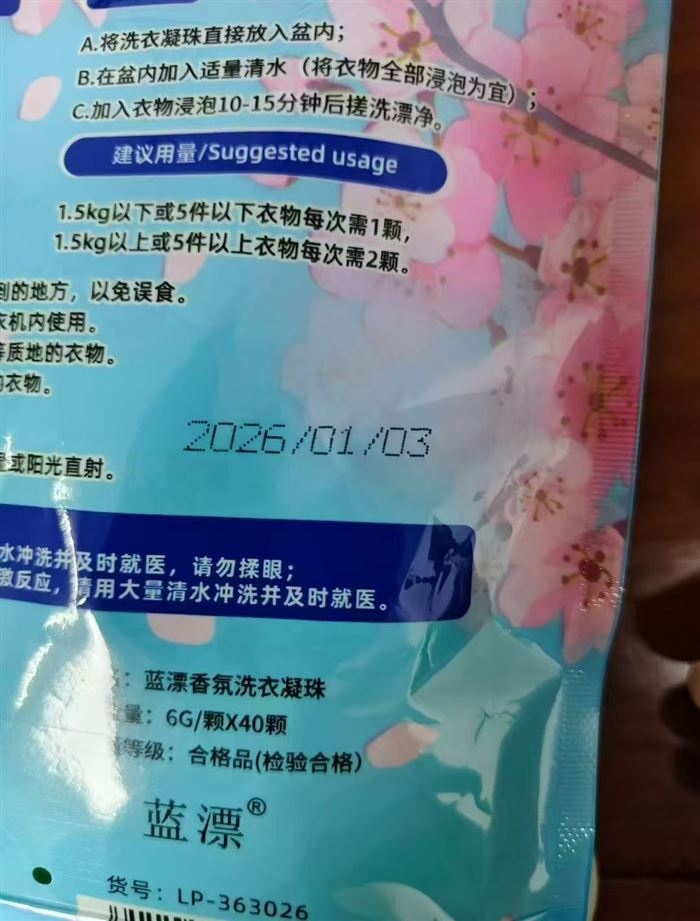 A.将洗衣凝珠直接放入盆内；
B.在盆内加入适量清水（将衣物全部浸泡为宜）；
C.加入衣物浸泡10-15分钟后搓洗漂净。
建议用量/Suggested usage
1.5kg以下或5件以下衣物每次需1颗，
1.5kg以上或5件以上衣物每次需2颗。
到的地方，以免误食。
衣机内使用。
等质地的衣物。
的衣物。
2026/01/03
或阳光直射。
水冲洗并及时就医，请勿揉眼；
激反应，请用大量清水冲洗并及时就医。
：蓝漂香氛洗衣凝珠
量：6G/颗X40颗
等级：合格品(检验合格)
蓝漂®
货号：LP-363026